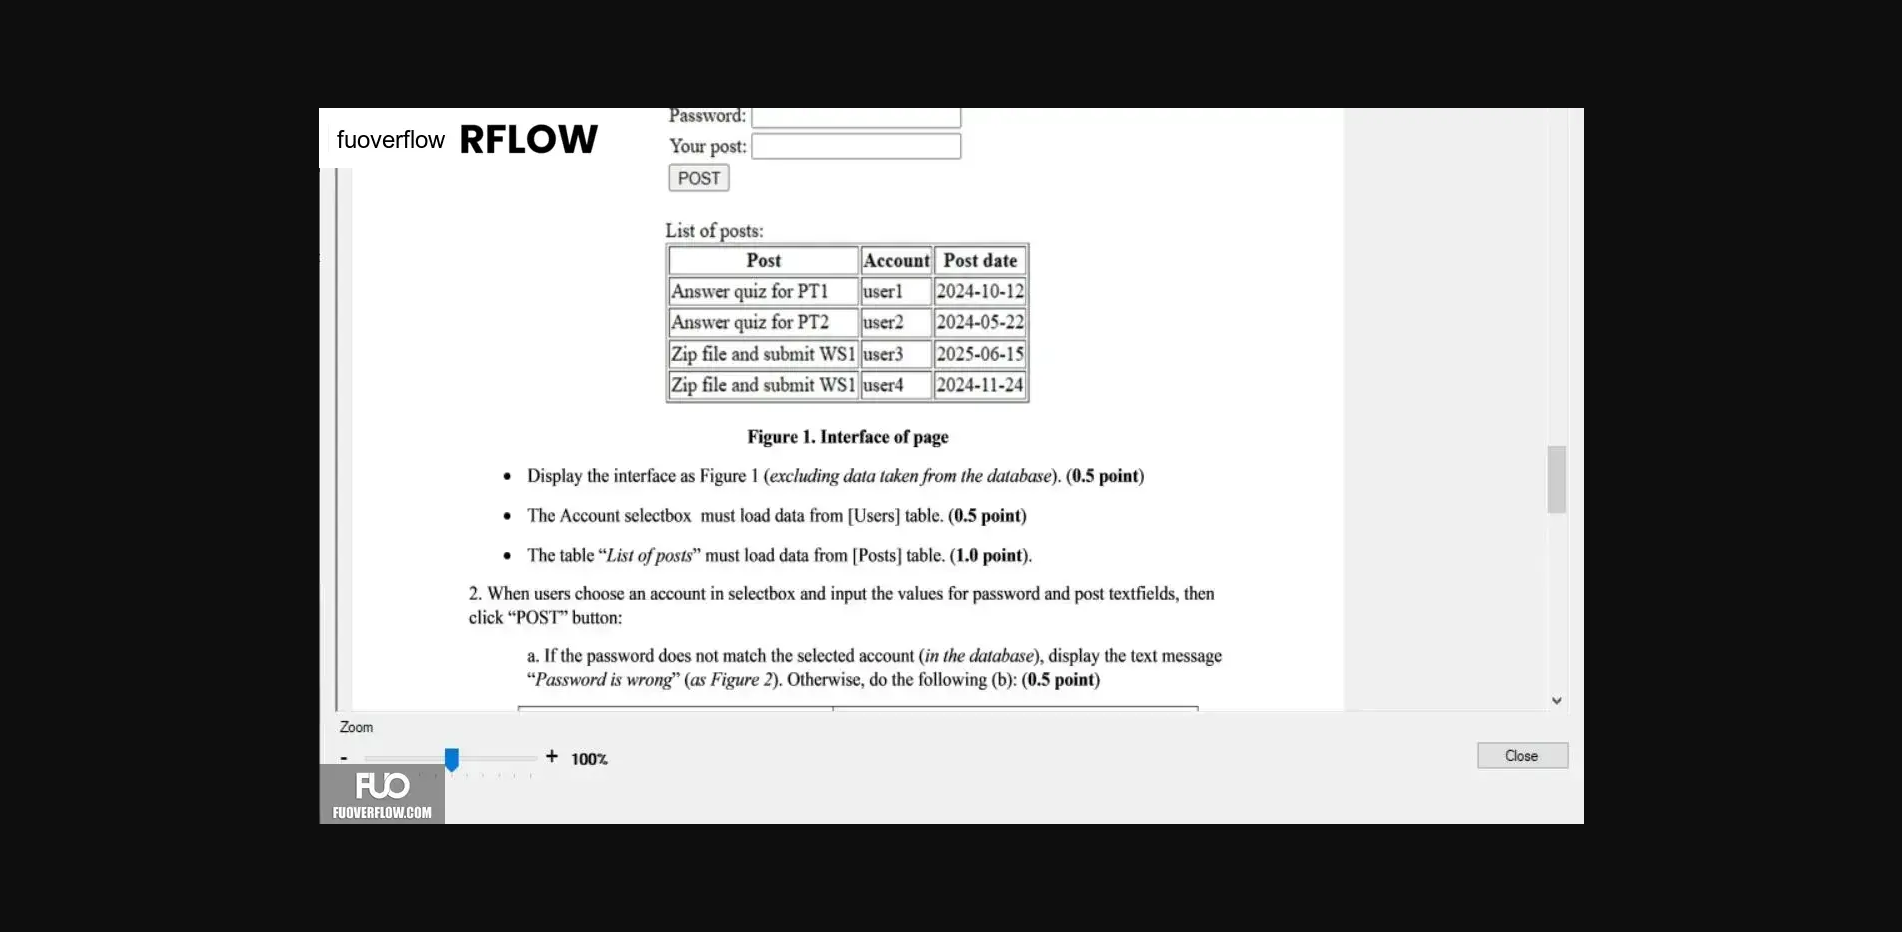 fuoverflow RFLOW
Password:
Your post:
POST
List of posts:
Post Account Post date
Answer quiz for PT1 user1 2024-10-12
Answer quiz for PT2 user2 2024-05-22
Zip file and submit WS1 user3 2025-06-15
Zip file and submit WS1 user4 2024-11-24
Figure 1. Interface of page
• Display the interface as Figure 1 (excluding data taken from the database). (0.5 point)
• The Account selectbox must load data from [Users] table. (0.5 point)
• The table “List of posts” must load data from [Posts] table. (1.0 point).
2. When users choose an account in selectbox and input the values for password and post textfields, then
click “POST” button:
a. If the password does not match the selected account (in the database), display the text message
“Password is wrong” (as Figure 2). Otherwise, do the following (b): (0.5 point)
Zoom
- + 100%
Close
FUO
FUOVERFLOW.COM